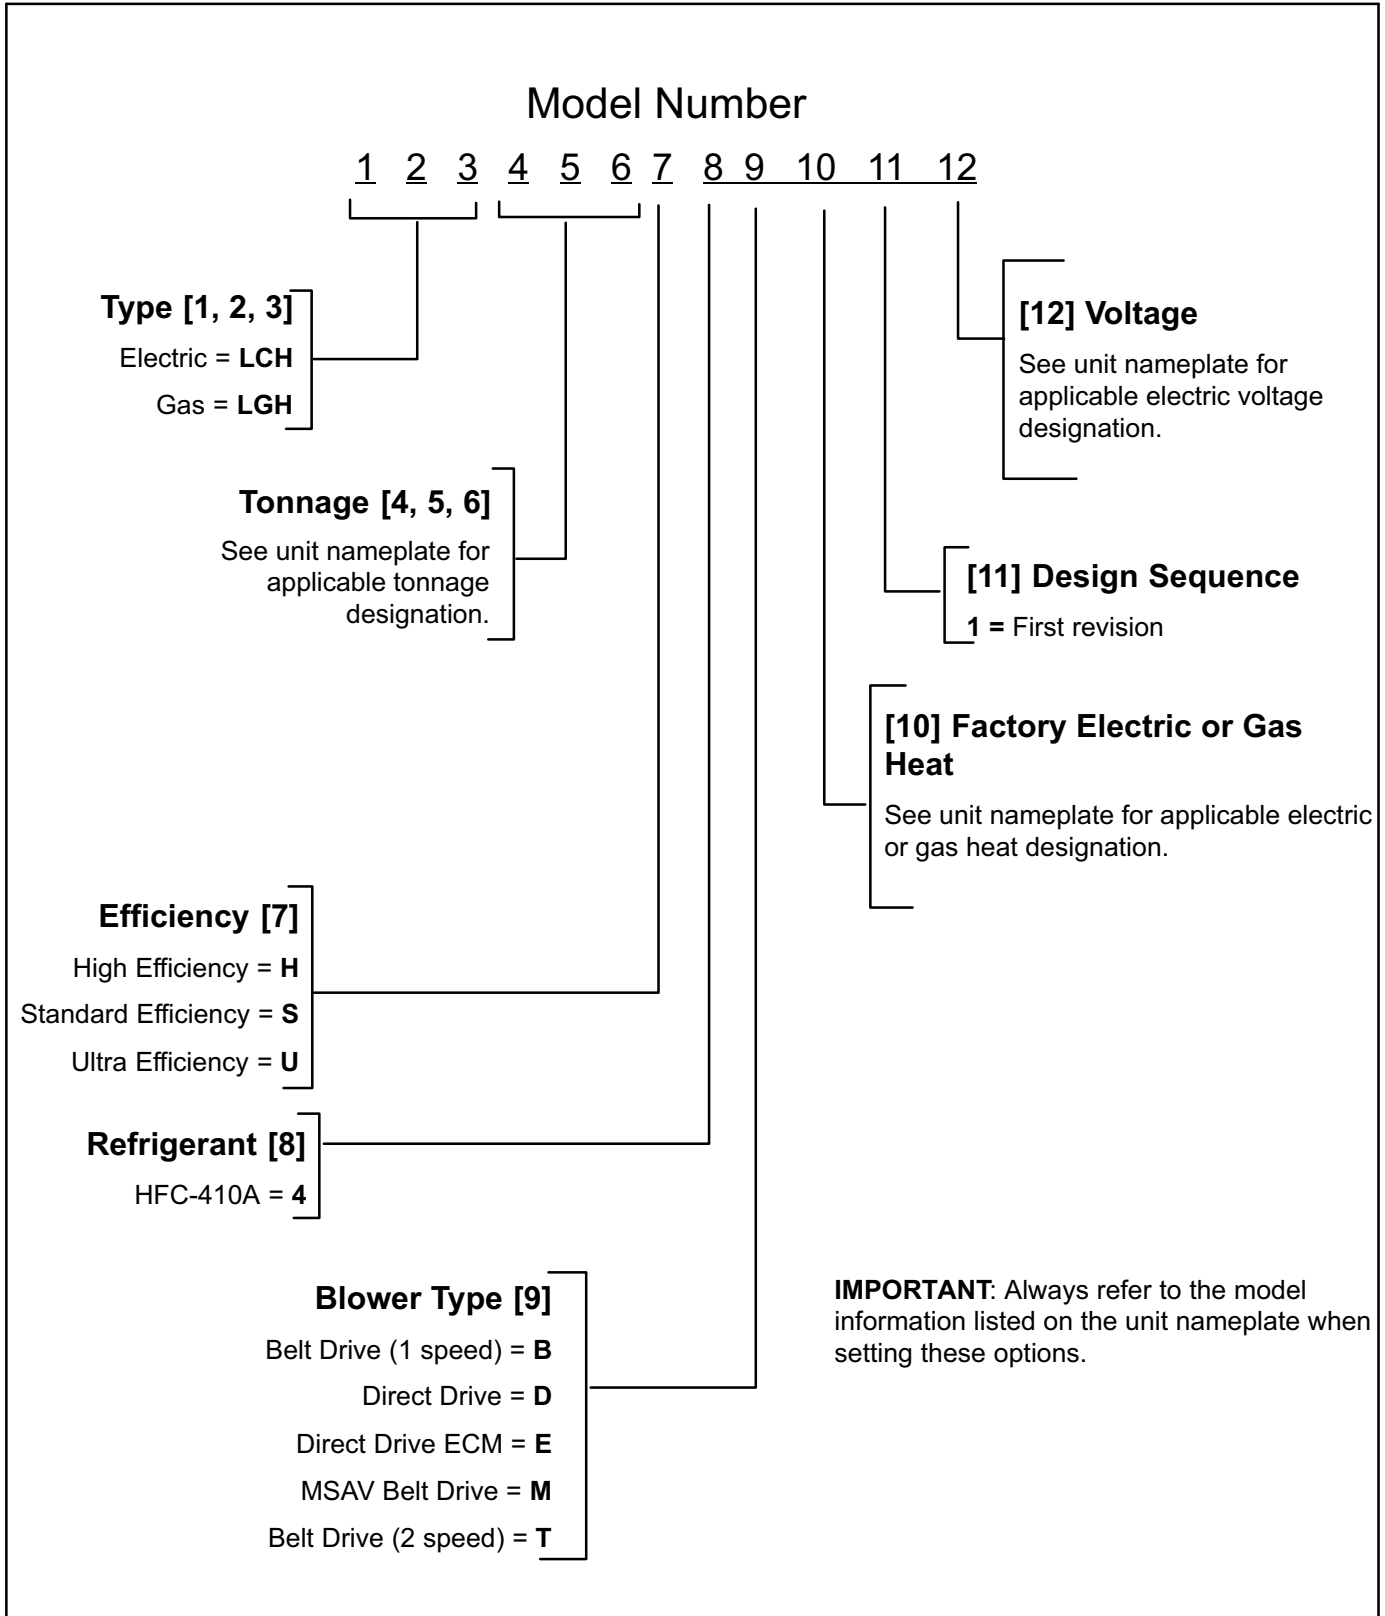 Model Number
1 2 3 4 5 6 7 8 9 10 11 12
Type [1, 2, 3]
Electric = LCH
Gas = LGH
[12] Voltage
See unit nameplate for
applicable electric voltage
designation.
Tonnage [4, 5, 6]
See unit nameplate for
applicable tonnage
designation.
[11] Design Sequence
1 = First revision
[10] Factory Electric or Gas
Heat
See unit nameplate for applicable electric
or gas heat designation.
Efficiency [7]
High Efficiency = H
Standard Efficiency = S
Ultra Efficiency = U
Refrigerant [8]
HFC-410A = 4
Blower Type [9]
Belt Drive (1 speed) = B
Direct Drive = D
Direct Drive ECM = E
MSAV Belt Drive = M
Belt Drive (2 speed) = T
IMPORTANT: Always refer to the model
information listed on the unit nameplate when
setting these options.